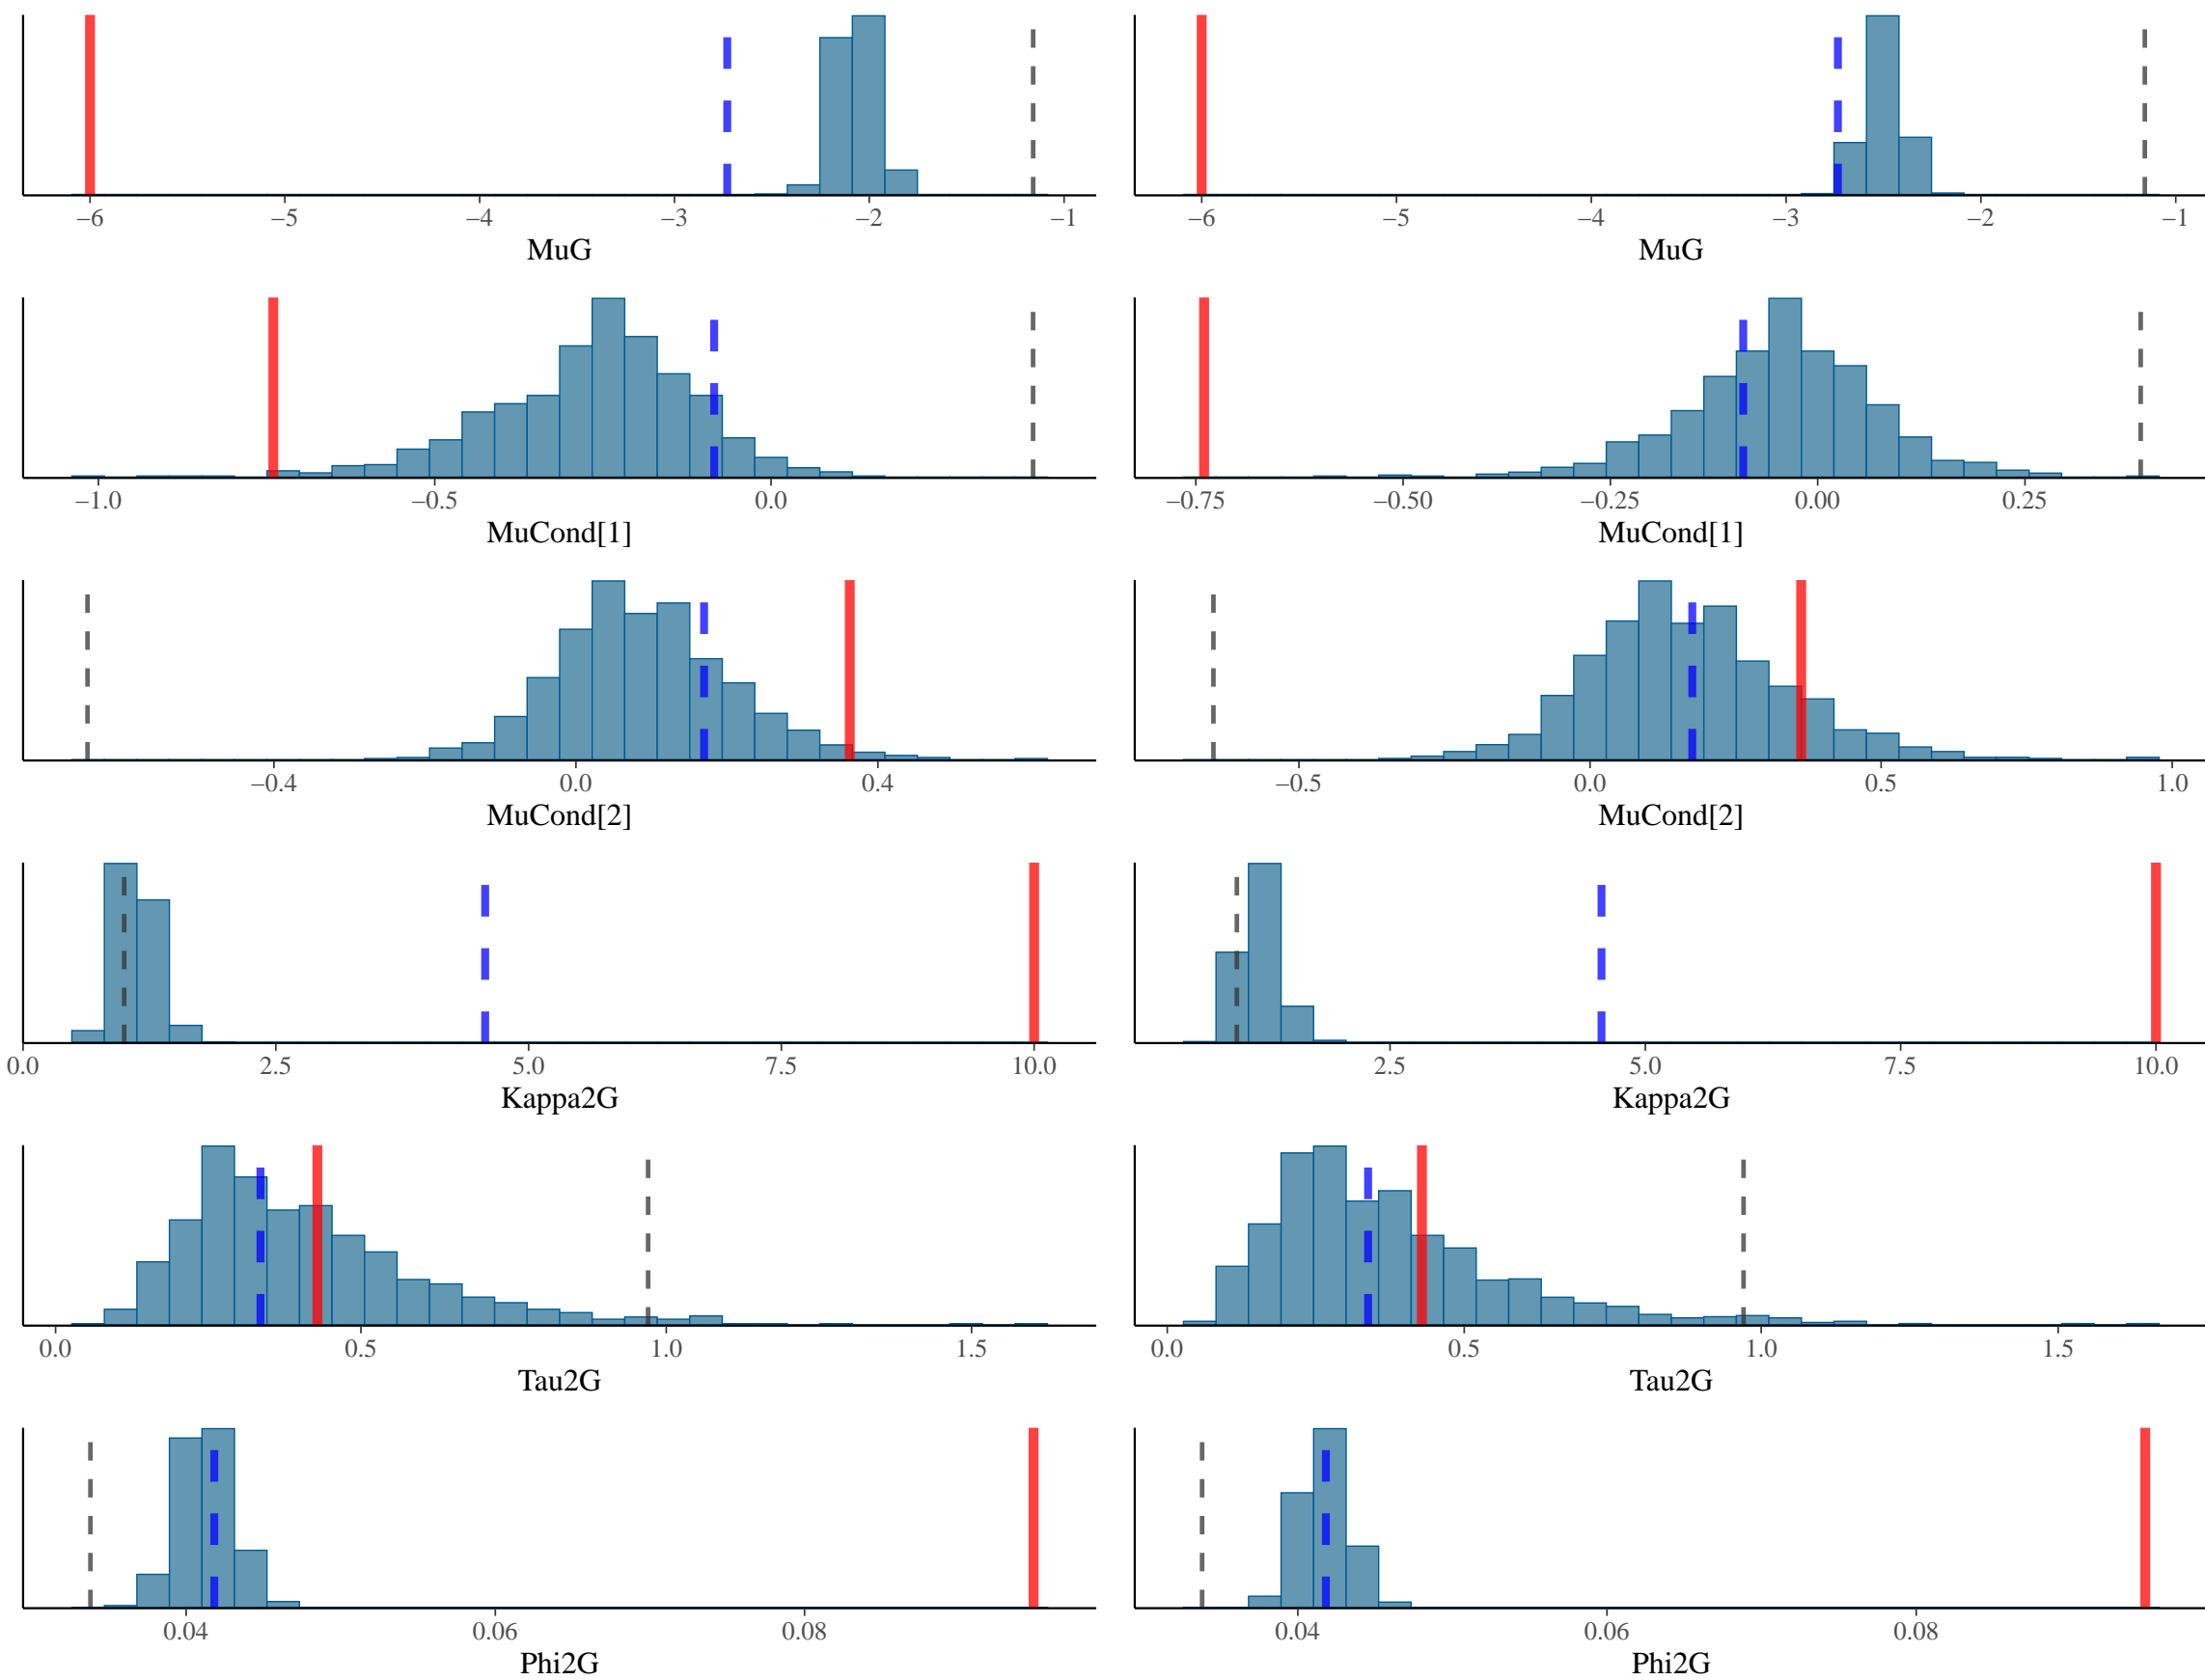 −6 −5 −4 −3 −2 −1 −6 −5 −4 −3 −2 −1
MuG MuG
−1.0 −0.5 0.0 −0.75 −0.50 −0.25 0.00 0.25
MuCond[1] MuCond[1]
−0.4 0.0 0.4 −0.5 0.0 0.5 1.0
MuCond[2] MuCond[2]
0.0 2.5 5.0 7.5 10.0 2.5 5.0 7.5 10.0
Kappa2G Kappa2G
0.0 0.5 1.0 1.5 0.0 0.5 1.0 1.5
Tau2G Tau2G
0.04 0.06 0.08 0.04 0.06 0.08
Phi2G Phi2G